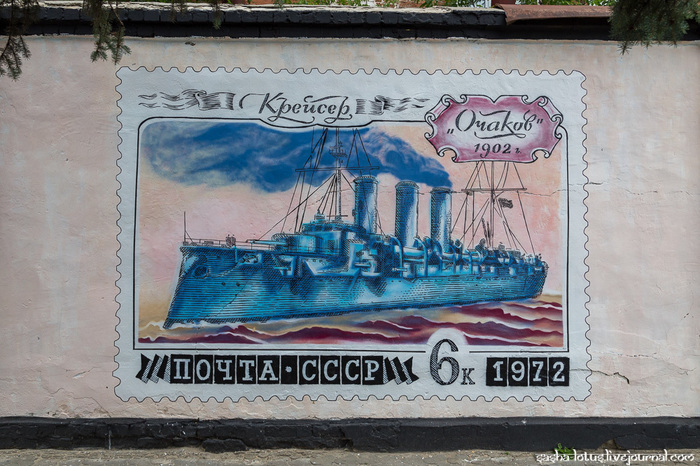 Крейсер
„Очаков"
1902 г.
ПОЧТА·СССР 6к 1972
sasha-lotus.livejournal.com